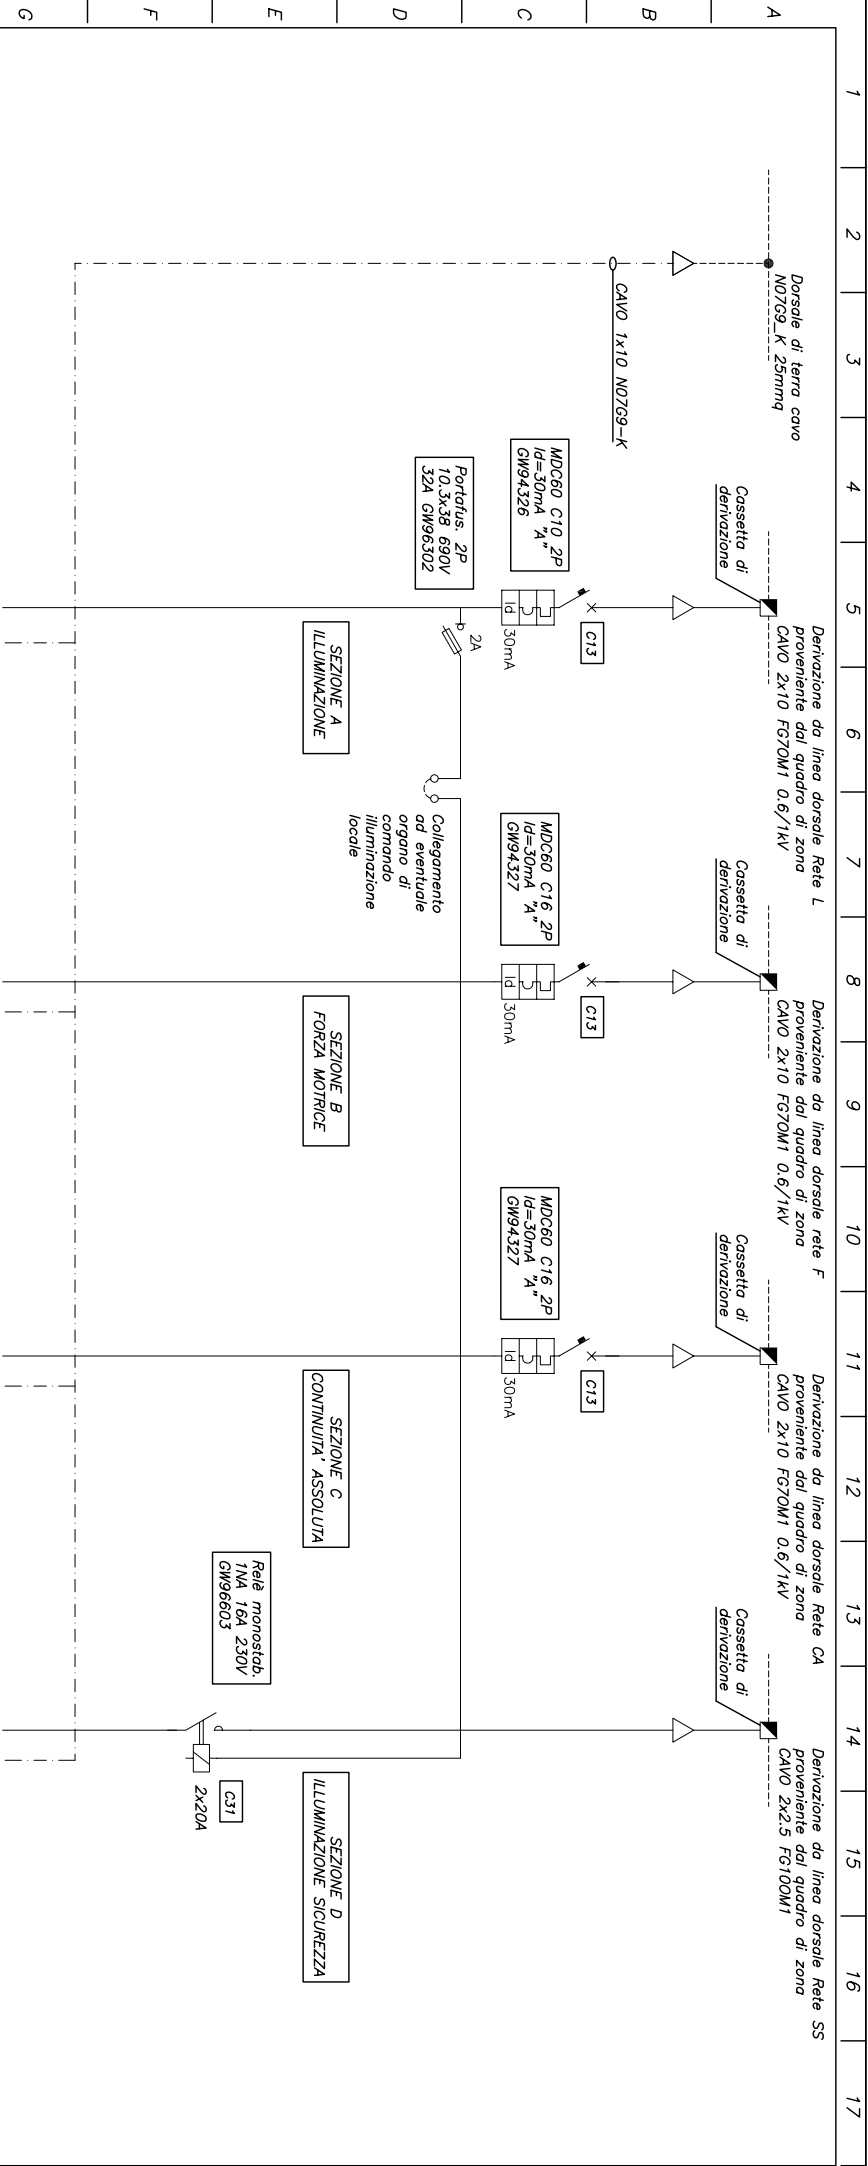 1
2
3
4
5
6
7
8
9
10
11
12
13
14
15
16
17
A
B
C
D
E
F
G
Dorsale di terra cavo
N07G9_K 25mmq
CAVO 1x10 N07G9-K
Cassetta di
derivazione
Derivazione da linea dorsale Rete L
proveniente dal quadro di zona
CAVO 2x10 FG7OM1 0.6/1kV
MDC60 C10 2P
Id=30mA "A"
GW94326
C13
Id
30mA
Portafus. 2P
10.3x38 690V
32A GW96302
2A
SEZIONE A
ILLUMINAZIONE
Collegamento
ad eventuale
organo di
comando
illuminazione
locale
Cassetta di
derivazione
Derivazione da linea dorsale rete F
proveniente dal quadro di zona
CAVO 2x10 FG7OM1 0.6/1kV
MDC60 C16 2P
Id=30mA "A"
GW94327
C13
Id
30mA
SEZIONE B
FORZA MOTRICE
Cassetta di
derivazione
Derivazione da linea dorsale Rete CA
proveniente dal quadro di zona
CAVO 2x10 FG7OM1 0.6/1kV
MDC60 C16 2P
Id=30mA "A"
GW94327
C13
Id
30mA
SEZIONE C
CONTINUITA' ASSOLUTA
Cassetta di
derivazione
Derivazione da linea dorsale Rete SS
proveniente dal quadro di zona
CAVO 2x2.5 FG10OM1
Relè monostab.
1NA 16A 230V
GW96603
C31
2x20A
SEZIONE D
ILLUMINAZIONE SICUREZZA